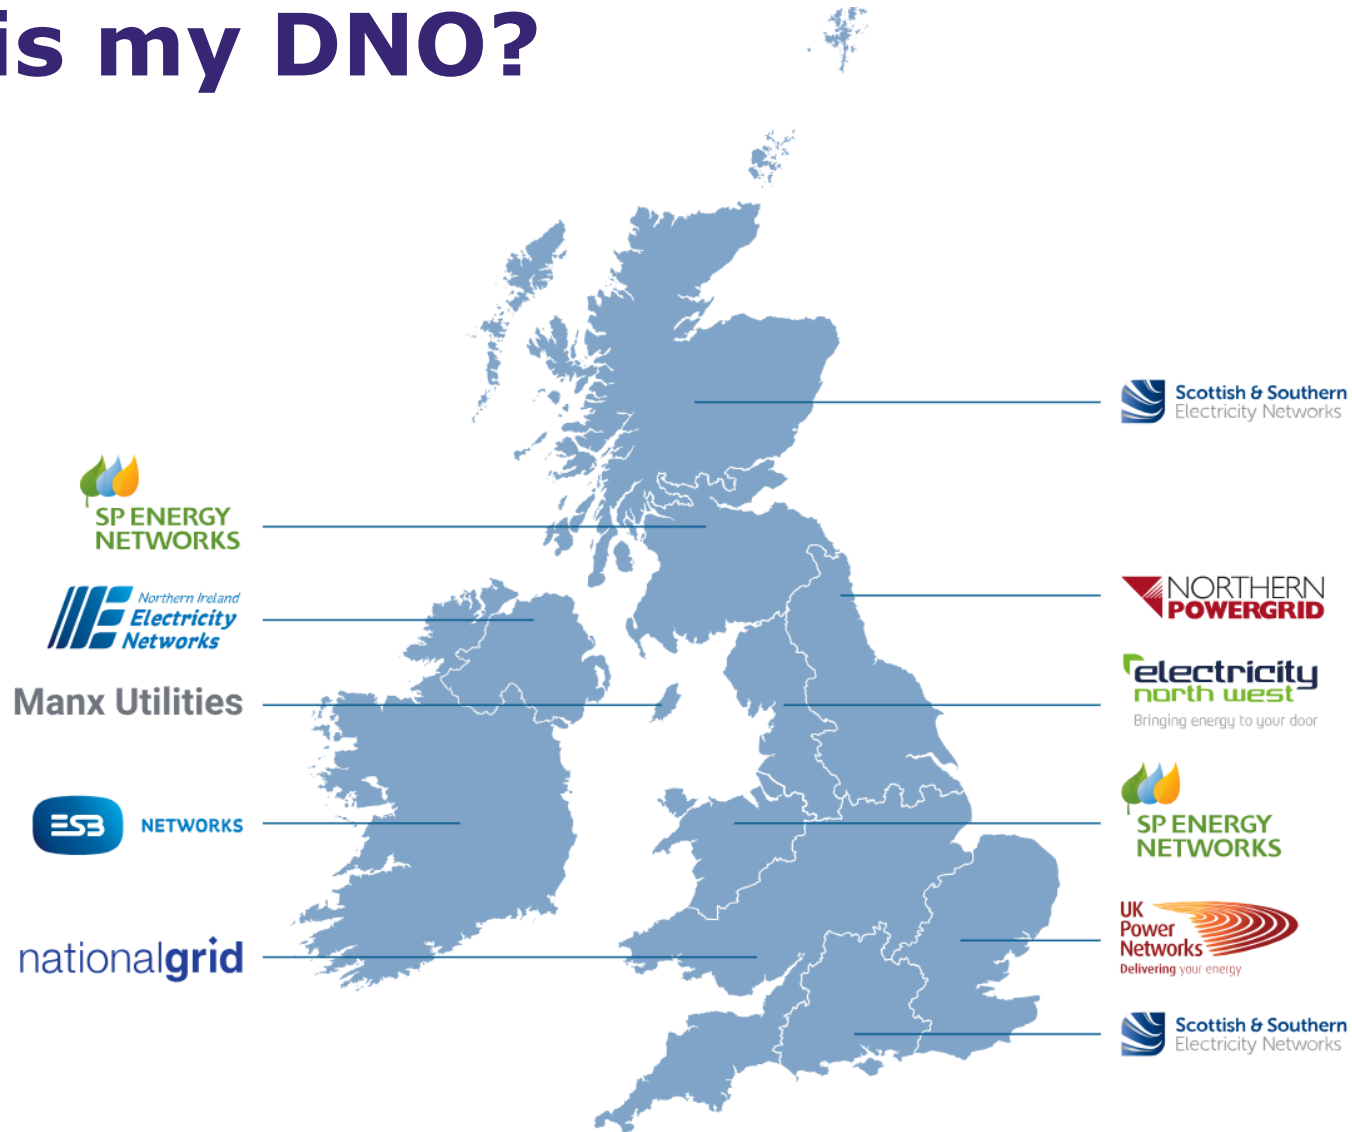 is my DNO?
Scottish & Southern
Electricity Networks
SP ENERGY
NETWORKS
NORTHERN
POWERGRID
Northern Ireland
Electricity
Networks
electricity
north west
Bringing energy to your door
Manx Utilities
SP ENERGY
NETWORKS
ESB NETWORKS
UK
Power
Networks
Delivering your energy
nationalgrid
Scottish & Southern
Electricity Networks